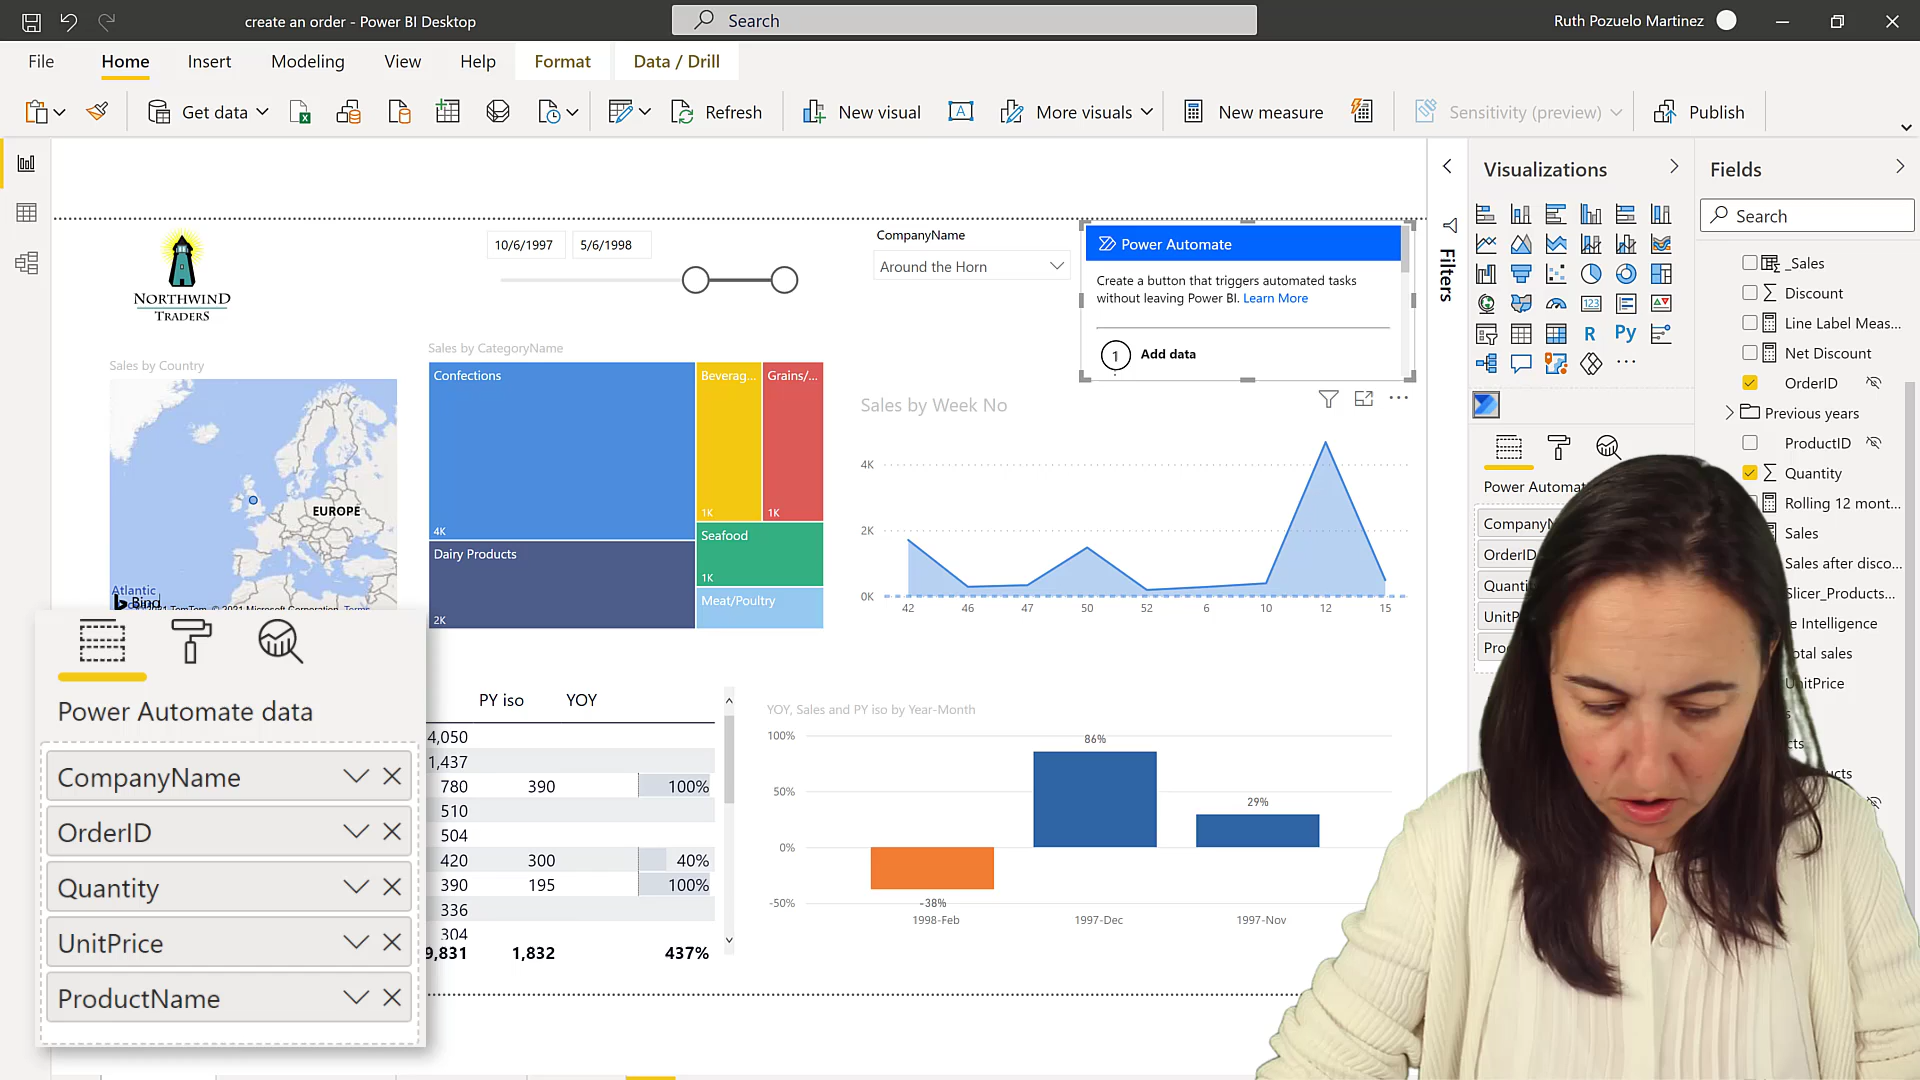 create an order - Power BI Desktop
Search
Ruth Pozuelo Martinez
File
Home
Insert
Modeling
View
Help
Format
Data / Drill
Get data
Refresh
New visual
More visuals
New measure
Sensitivity (preview)
Publish
NORTHWIND
TRADERS
10/6/1997
5/6/1998
CompanyName
Around the Horn
Power Automate
Create a button that triggers automated tasks
without leaving Power BI. Learn More
1
Add data
Sales by Country
EUROPE
Atlantic
Sales by CategoryName
Confections
4K
Dairy Products
2K
Beverag...
1K
Grains/...
1K
Seafood
1K
Meat/Poultry
Sales by Week No
4K
2K
0K
42
46
47
50
52
6
10
12
15
Power Automate data
CompanyName
OrderID
Quantity
UnitPrice
ProductName
PY iso
YOY
4,050
1,437
780
390
100%
510
504
420
300
40%
390
195
100%
336
304
9,831
1,832
437%
YOY, Sales and PY iso by Year-Month
100%
50%
0%
-50%
86%
29%
-38%
1998-Feb
1997-Dec
1997-Nov
Filters
Visualizations
Fields
Search
_Sales
Discount
Line Label Meas...
Net Discount
OrderID
Previous years
ProductID
Quantity
Rolling 12 mont...
Sales
Sales after disco...
Slicer_Products...
e Intelligence
otal sales
UnitPrice
Power Automat
CompanyN
OrderID
Quanti
UnitP
Pro